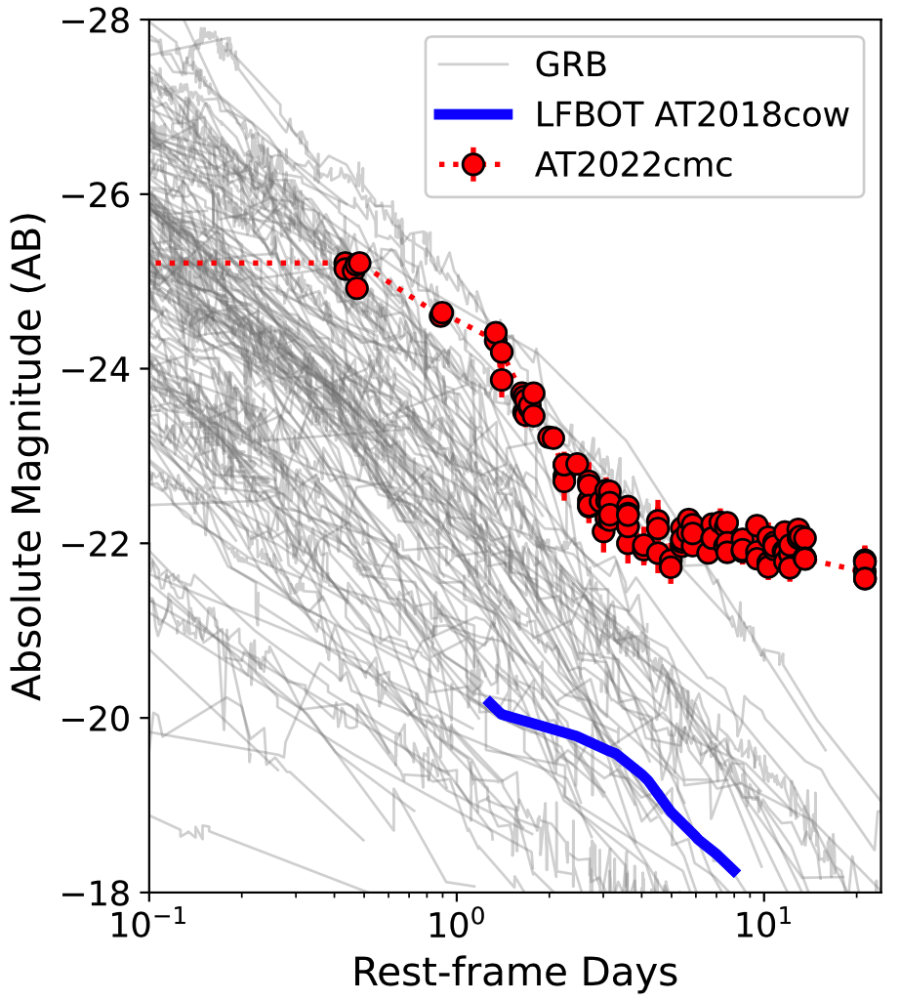 −28
−26
−24
−22
−20
−18
Absolute Magnitude (AB)
GRB
LFBOT AT2018cow
AT2022cmc
10⁻¹
10⁰
10¹
Rest-frame Days